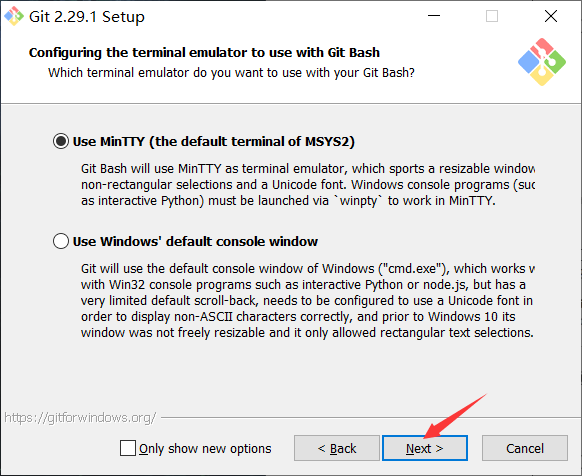 Git 2.29.1 Setup
Configuring the terminal emulator to use with Git Bash
Which terminal emulator do you want to use with your Git Bash?
Use MinTTY (the default terminal of MSYS2)
Git Bash will use MinTTY as terminal emulator, which sports a resizable window
non-rectangular selections and a Unicode font. Windows console programs (suc
as interactive Python) must be launched via `winpty` to work in MinTTY.
Use Windows' default console window
Git will use the default console window of Windows ("cmd.exe"), which works w
with Win32 console programs such as interactive Python or node.js, but has a
very limited default scroll-back, needs to be configured to use a Unicode font in
order to display non-ASCII characters correctly, and prior to Windows 10 its
window was not freely resizable and it only allowed rectangular text selections.
https://gitforwindows.org/
Only show new options
< Back
Next >
Cancel